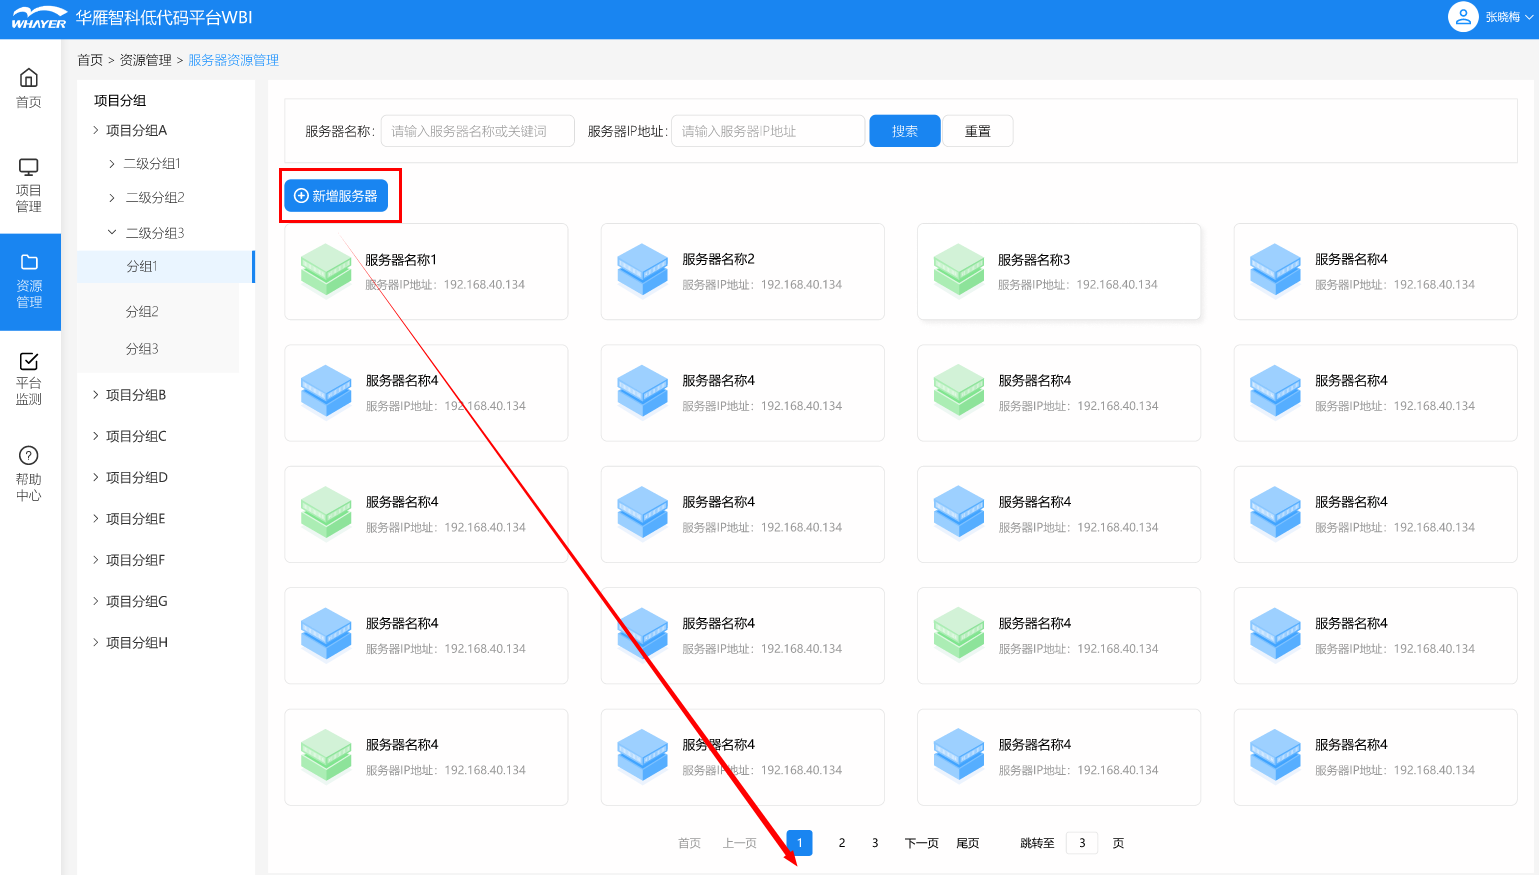 WHAYER 华雁智科低代码平台WBI
张晓梅
首页 > 资源管理 > 服务器资源管理
首页
项目
管理
资源
管理
平台
监测
帮助
中心
项目分组
项目分组A
二级分组1
二级分组2
二级分组3
分组1
分组2
分组3
项目分组B
项目分组C
项目分组D
项目分组E
项目分组F
项目分组G
项目分组H
服务器名称: 请输入服务器名称或关键词 服务器IP地址: 请输入服务器IP地址 搜索 重置
新增服务器
服务器名称1
服务器IP地址: 192.168.40.134
服务器名称2
服务器IP地址: 192.168.40.134
服务器名称3
服务器IP地址: 192.168.40.134
服务器名称4
服务器IP地址: 192.168.40.134
服务器名称4
服务器IP地址: 192.168.40.134
服务器名称4
服务器IP地址: 192.168.40.134
服务器名称4
服务器IP地址: 192.168.40.134
服务器名称4
服务器IP地址: 192.168.40.134
服务器名称4
服务器IP地址: 192.168.40.134
服务器名称4
服务器IP地址: 192.168.40.134
服务器名称4
服务器IP地址: 192.168.40.134
服务器名称4
服务器IP地址: 192.168.40.134
服务器名称4
服务器IP地址: 192.168.40.134
服务器名称4
服务器IP地址: 192.168.40.134
服务器名称4
服务器IP地址: 192.168.40.134
服务器名称4
服务器IP地址: 192.168.40.134
服务器名称4
服务器IP地址: 192.168.40.134
服务器名称4
服务器IP地址: 192.168.40.134
服务器名称4
服务器IP地址: 192.168.40.134
服务器名称4
服务器IP地址: 192.168.40.134
首页 上一页 1 2 3 下一页 尾页 跳转至 3 页